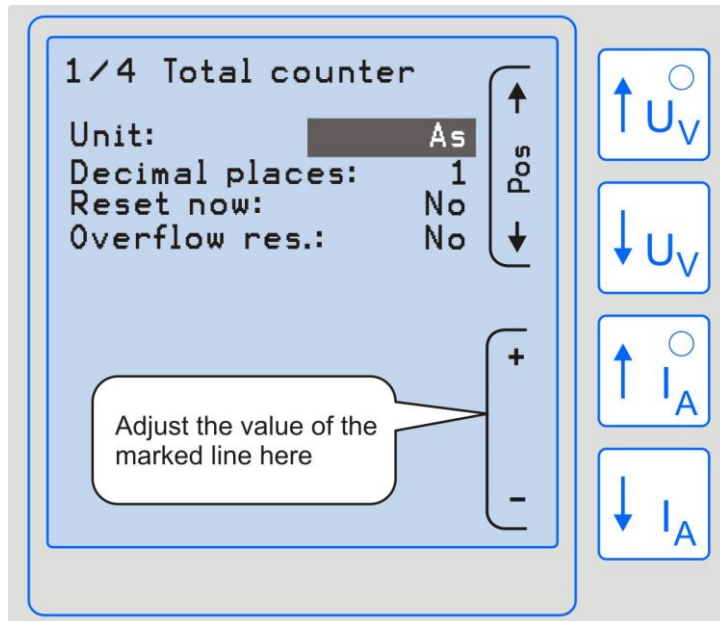 1/4 Total counter
Unit: As
Decimal places: 1
Reset now: No
Overflow res.: No
Pos
+
Adjust the value of the
marked line here
-
↑ UV
↓ UV
↑ IA
↓ IA